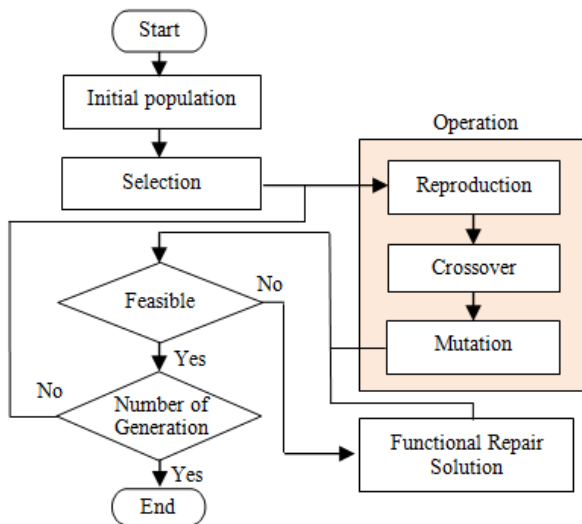 Start
Initial population
Selection
Operation
Reproduction
Crossover
Mutation
Feasible
No
Yes
No
Number of
Generation
Yes
End
Functional Repair
Solution